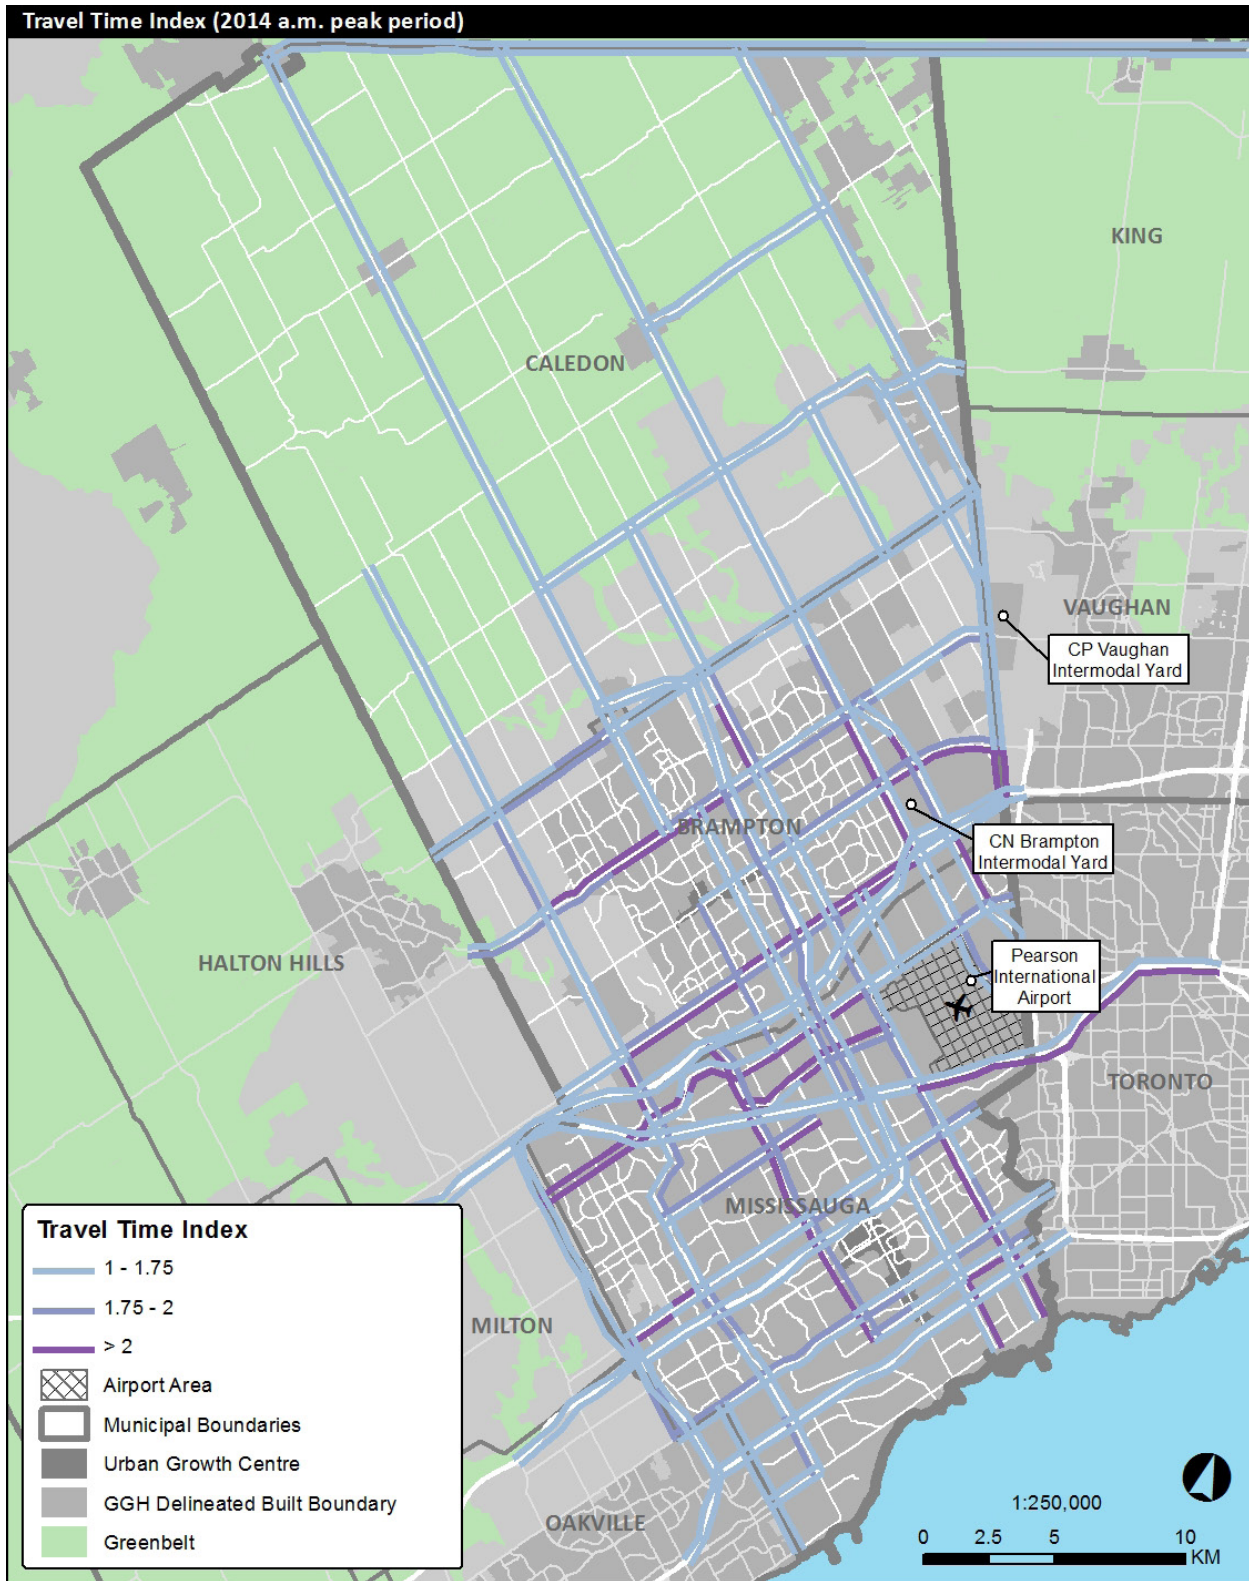 Travel Time Index (2014 a.m. peak period)
KING
CALEDON
VAUGHAN
CP Vaughan
Intermodal Yard
BRAMPTON
CN Brampton
Intermodal Yard
HALTON HILLS
Pearson
International
Airport
TORONTO
MISSISSAUGA
MILTON
OAKVILLE
Travel Time Index
1 - 1.75
1.75 - 2
> 2
Airport Area
Municipal Boundaries
Urban Growth Centre
GGH Delineated Built Boundary
Greenbelt
1:250,000
0 2.5 5 10
KM